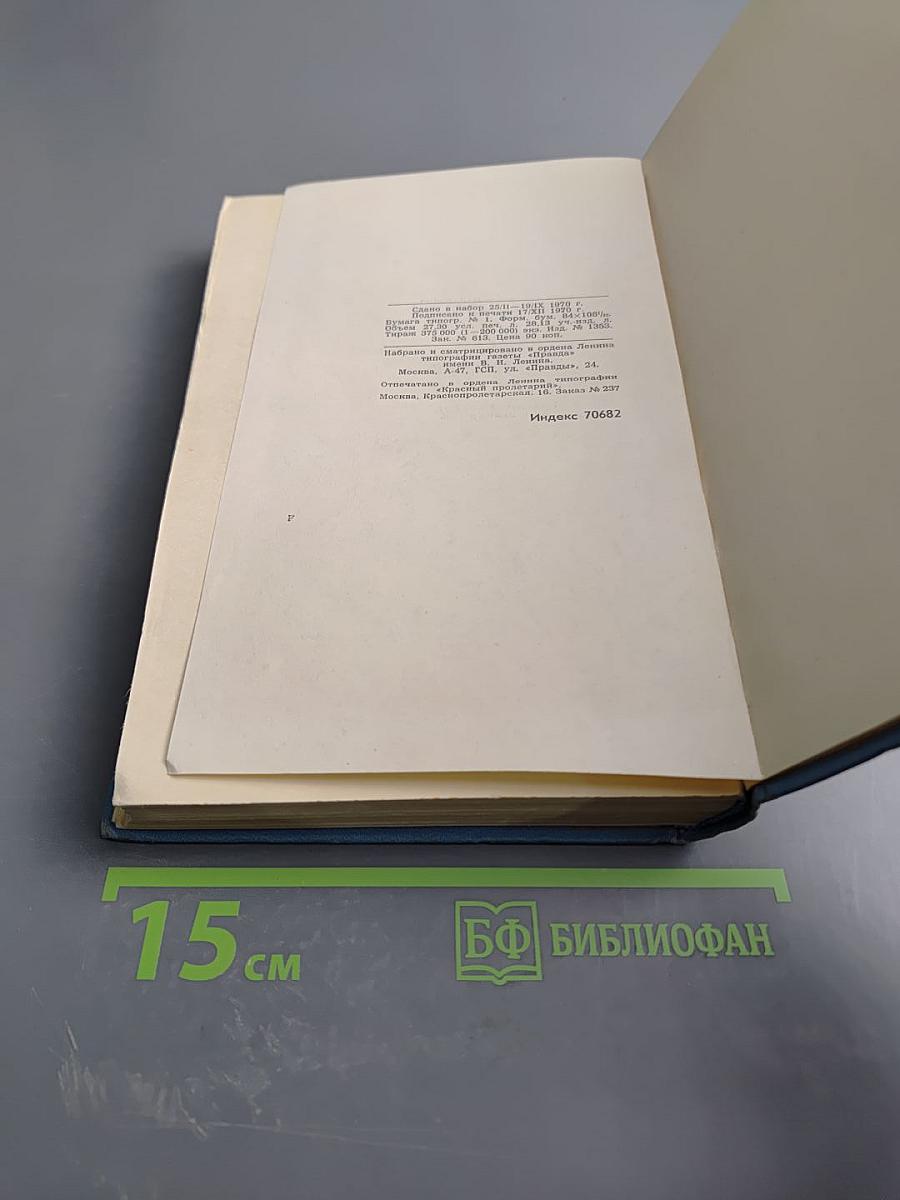 Сдано в набор 25/II—19/IX 1970 г.
Подписано к печати 17/XII 1970 г.
Бумага типогр. № 1. Форм. бум. 84×108¹/₃₂.
Объем 27,30 усл. печ. л. 28,13 уч.-изд. л.
Тираж 375 000 (1—200 000) экз. Изд. № 1353.
Зак. № 613. Цена 90 коп.
Набрано и сматрицировано в ордена Ленина
типографии газеты «Правда»
имени В. И. Ленина.
Москва, А-47, ГСП, ул. «Правды», 24.
Отпечатано в ордена Ленина типографии
«Красный пролетарий».
Москва, Краснопролетарская, 16. Заказ № 237
Индекс 70682
Р
15 см
БФ БИБЛИОФАН